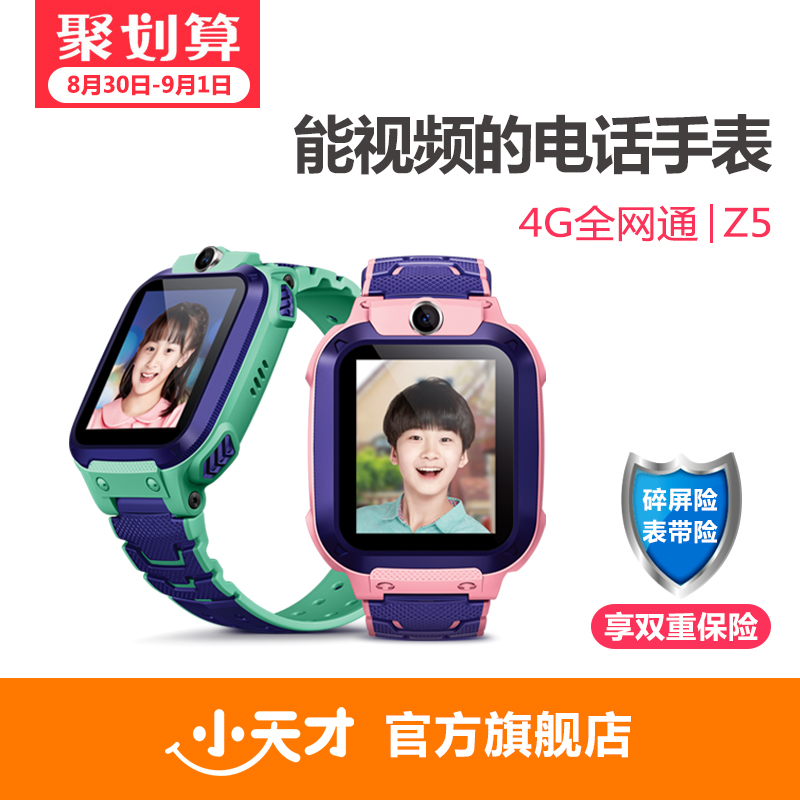 聚划算
8月30日-9月1日
能视频的电话手表
4G全网通|Z5
碎屏险
表带险
享双重保险
小天才 官方旗舰店